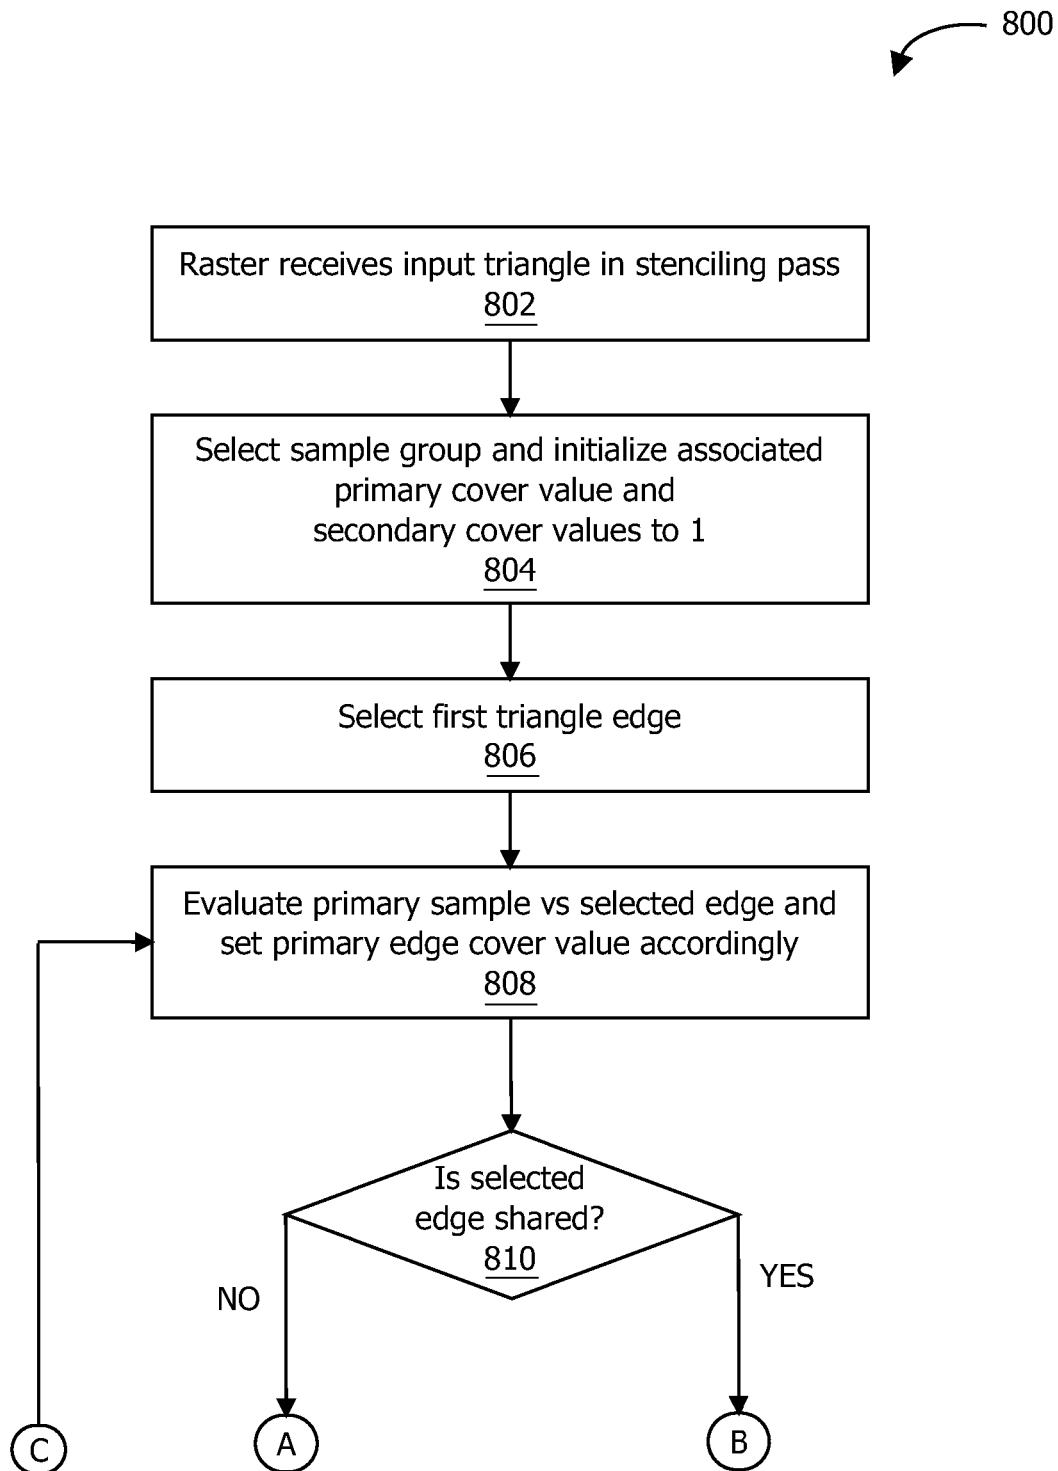 800
Raster receives input triangle in stenciling pass
802
Select sample group and initialize associated
primary cover value and
secondary cover values to 1
804
Select first triangle edge
806
Evaluate primary sample vs selected edge and
set primary edge cover value accordingly
808
Is selected
edge shared?
810
NO
YES
C
A
B